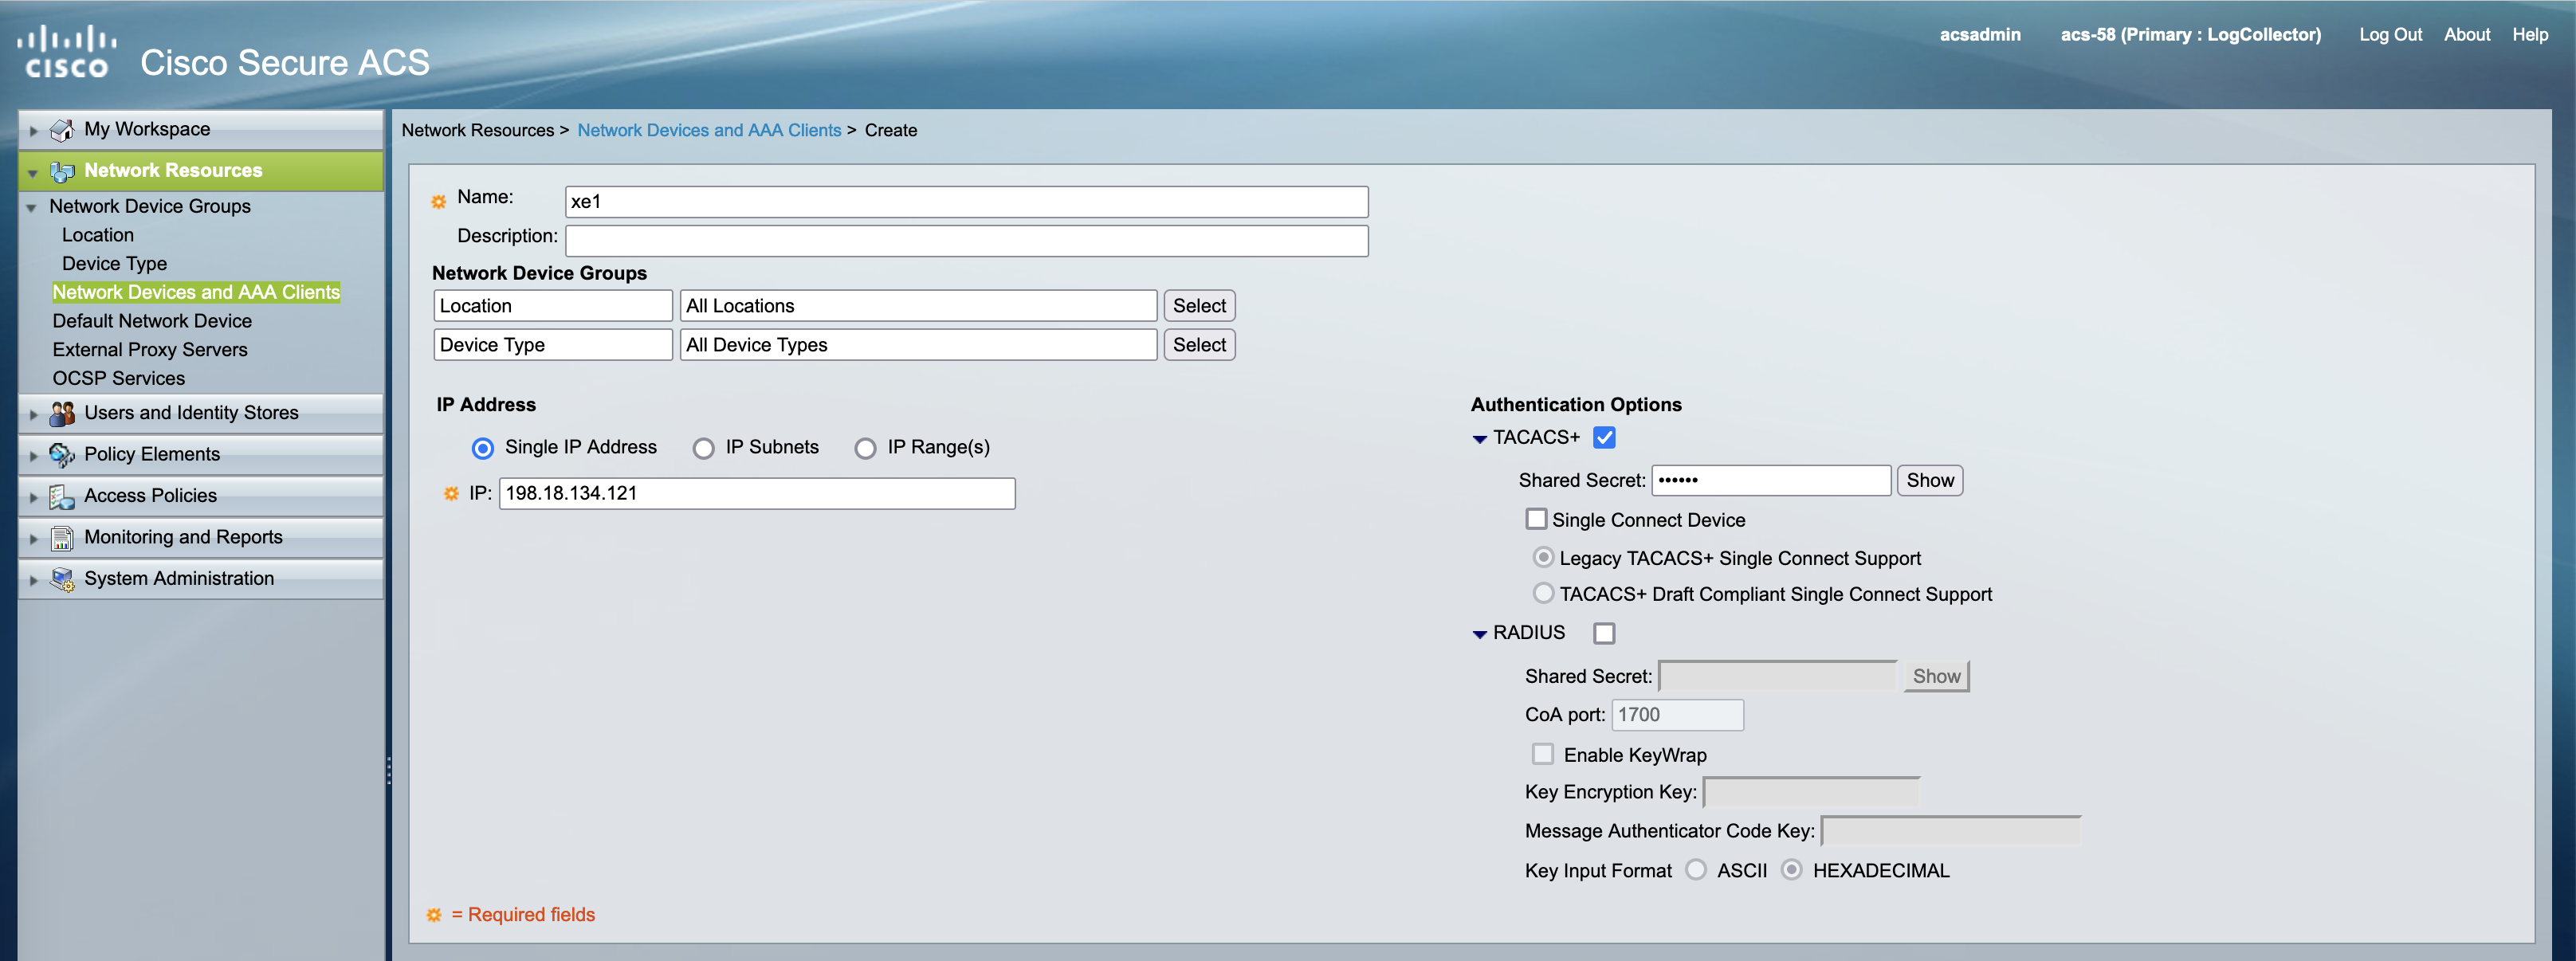 CISCO
Cisco Secure ACS
acsadmin acs-58 (Primary : LogCollector) Log Out About Help
My Workspace
Network Resources
Network Device Groups
Location
Device Type
Network Devices and AAA Clients
Default Network Device
External Proxy Servers
OCSP Services
Users and Identity Stores
Policy Elements
Access Policies
Monitoring and Reports
System Administration
Network Resources > Network Devices and AAA Clients > Create
Name: xe1
Description:
Network Device Groups
Location All Locations Select
Device Type All Device Types Select
IP Address
Single IP Address IP Subnets IP Range(s)
IP: 198.18.134.121
Authentication Options
TACACS+
Shared Secret: •••••• Show
Single Connect Device
Legacy TACACS+ Single Connect Support
TACACS+ Draft Compliant Single Connect Support
RADIUS
Shared Secret: Show
CoA port: 1700
Enable KeyWrap
Key Encryption Key:
Message Authenticator Code Key:
Key Input Format ASCII HEXADECIMAL
= Required fields